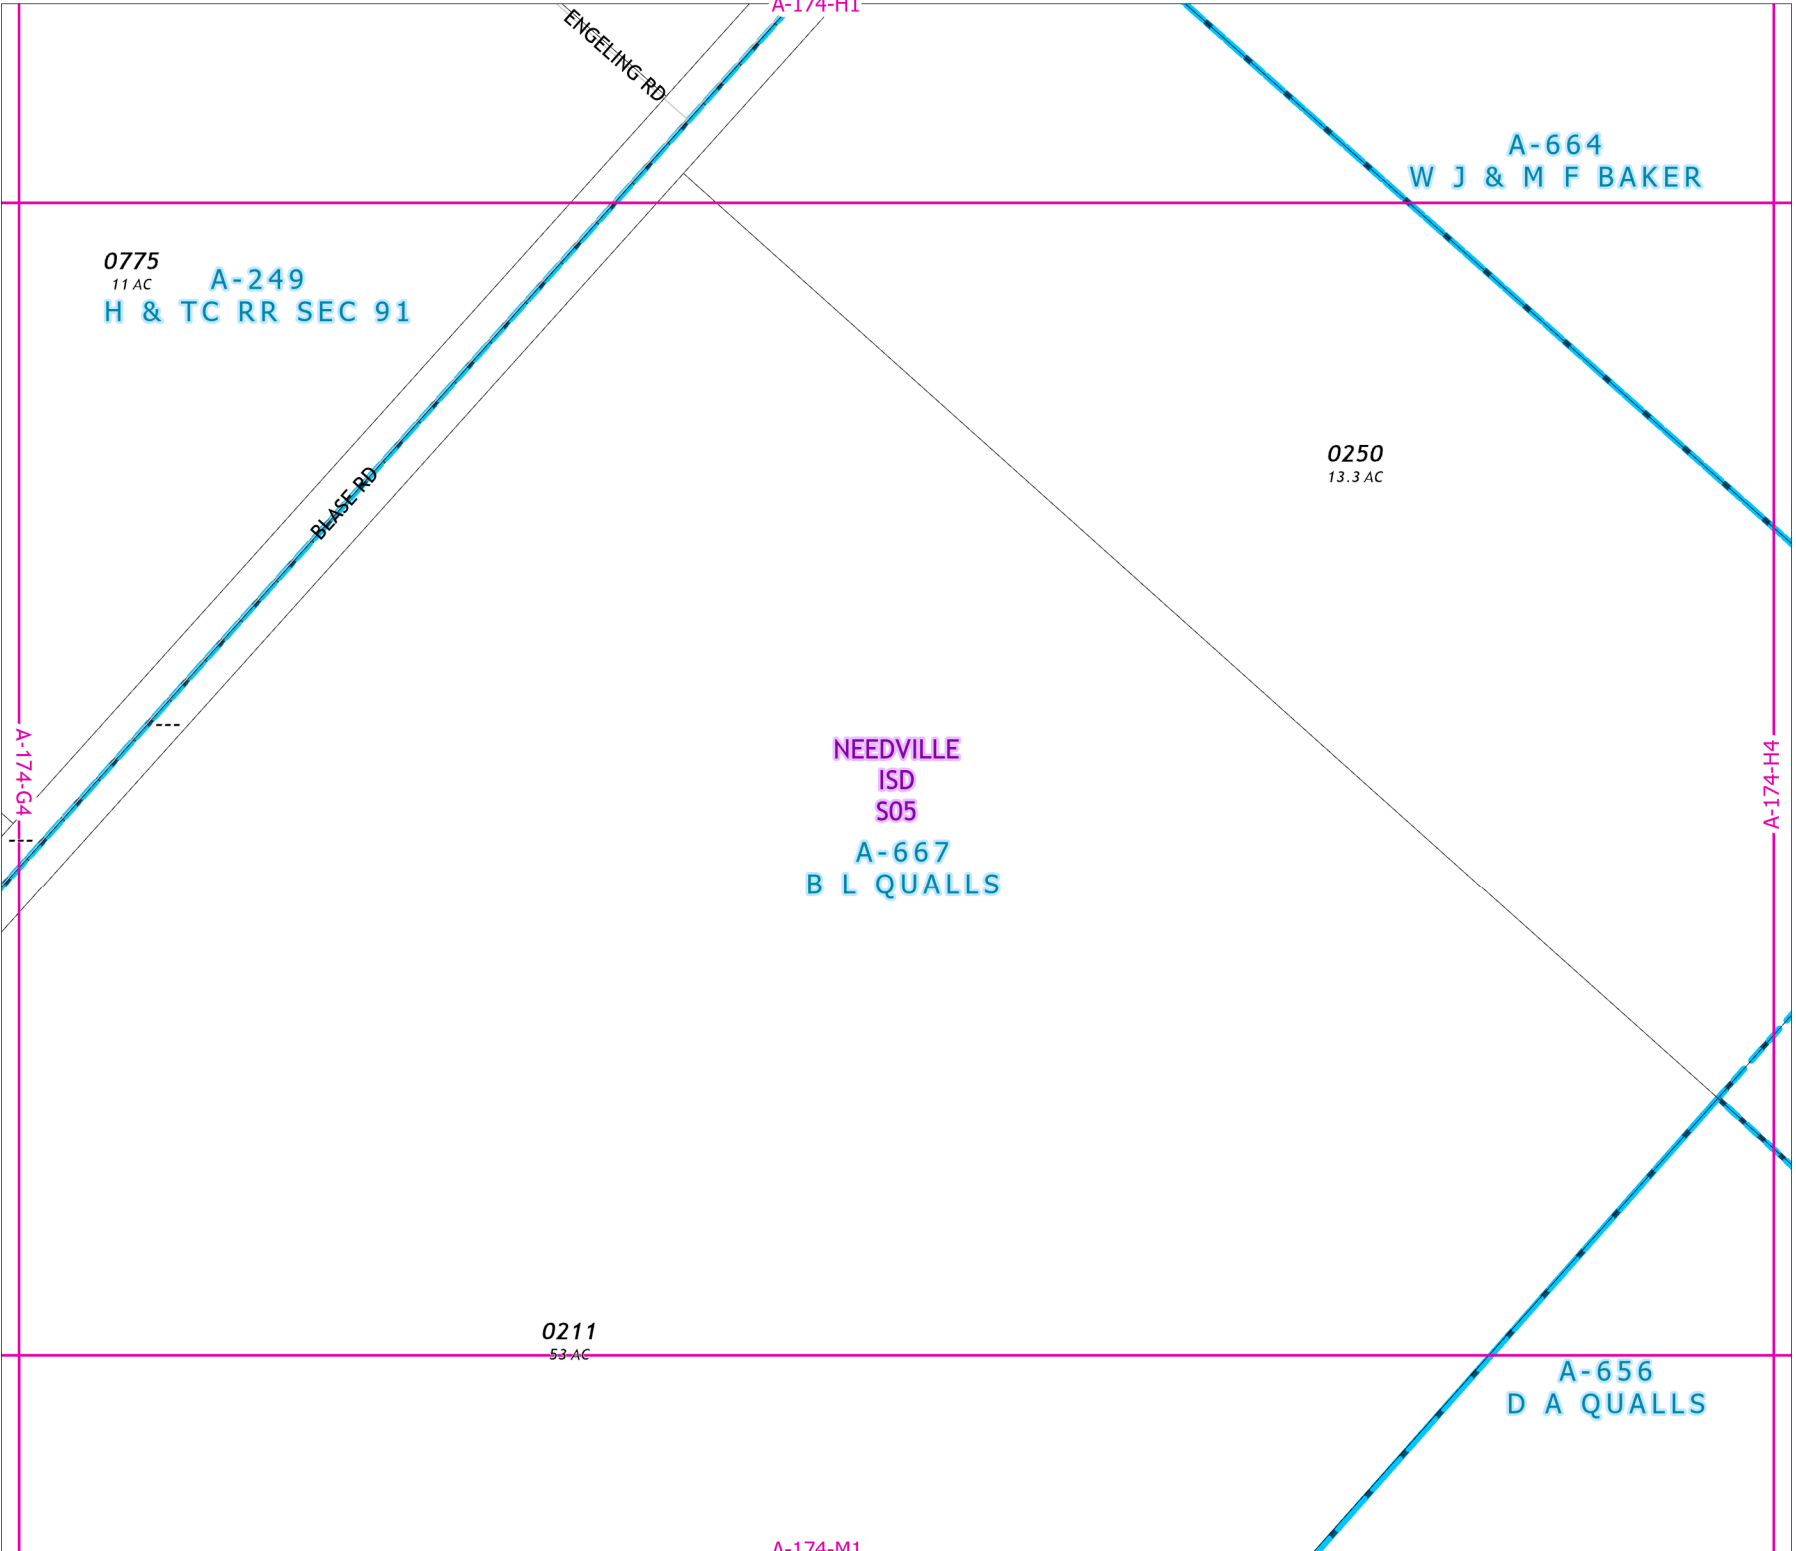 A-174-H1
ENGELING RD
A-664
W J & M F BAKER
0775
11 AC
A-249
H & TC RR SEC 91
0250
13.3 AC
BLASE RD
A-174-G4
NEEDVILLE
ISD
S05
A-174-H4
A-667
B L QUALLS
0211
53 AC
A-656
D A QUALLS
A-174-M1